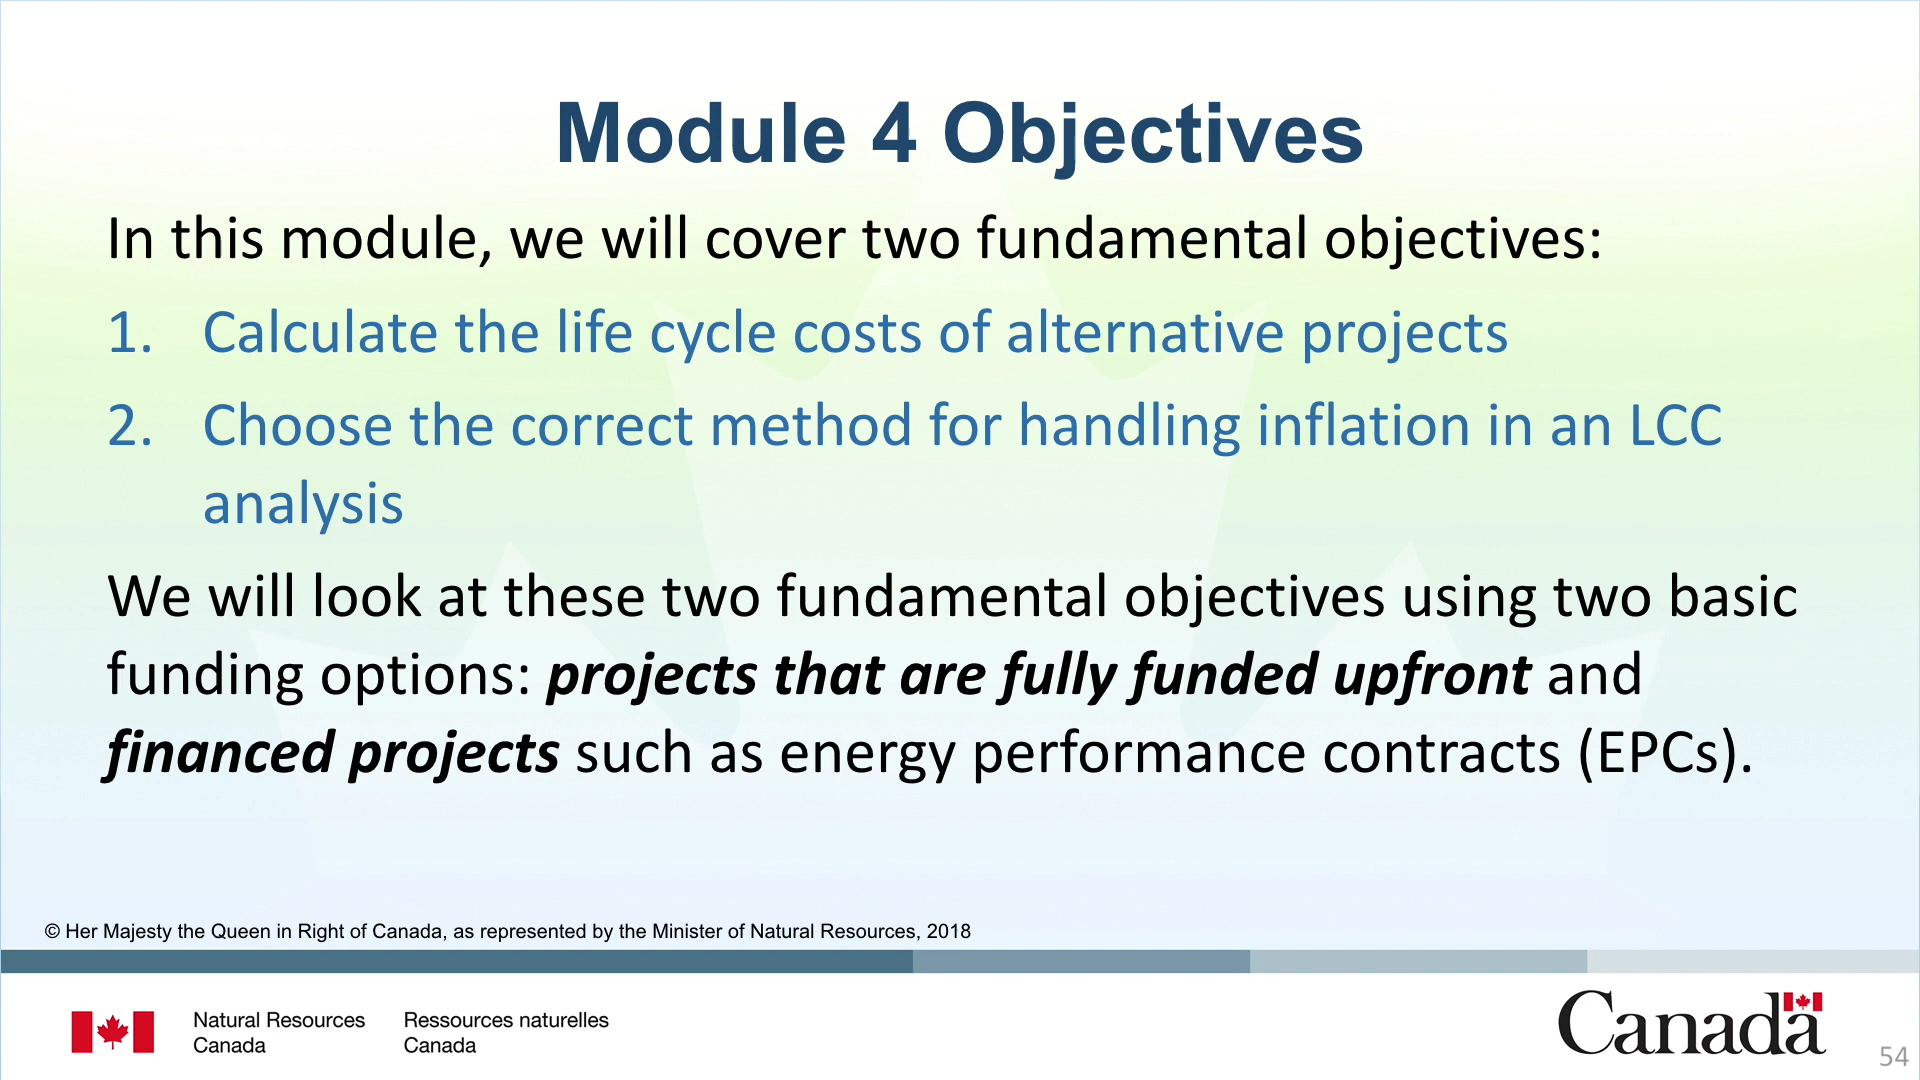 Module 4 Objectives
In this module, we will cover two fundamental objectives:
1. Calculate the life cycle costs of alternative projects
2. Choose the correct method for handling inflation in an LCC
analysis
We will look at these two fundamental objectives using two basic
funding options: projects that are fully funded upfront and
financed projects such as energy performance contracts (EPCs).
© Her Majesty the Queen in Right of Canada, as represented by the Minister of Natural Resources, 2018
Natural Resources
Canada
Ressources naturelles
Canada
Canada
54